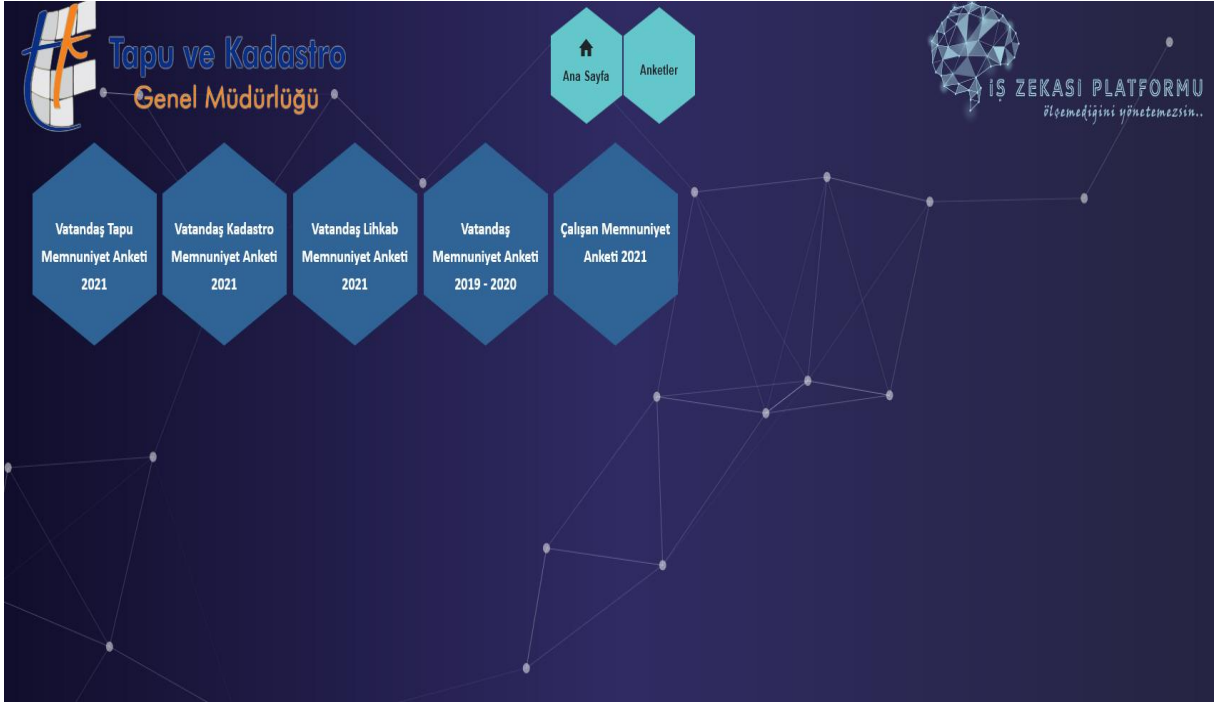 Tapu ve Kadastro
Genel Müdürlüğü
Ana Sayfa
Anketler
İŞ ZEKASI PLATFORMU
ölçemediğini yönetemezsin..
Vatandaş Tapu
Memnuniyet Anketi
2021
Vatandaş Kadastro
Memnuniyet Anketi
2021
Vatandaş Lihkab
Memnuniyet Anketi
2021
Vatandaş
Memnuniyet Anketi
2019 - 2020
Çalışan Memnuniyet
Anketi 2021